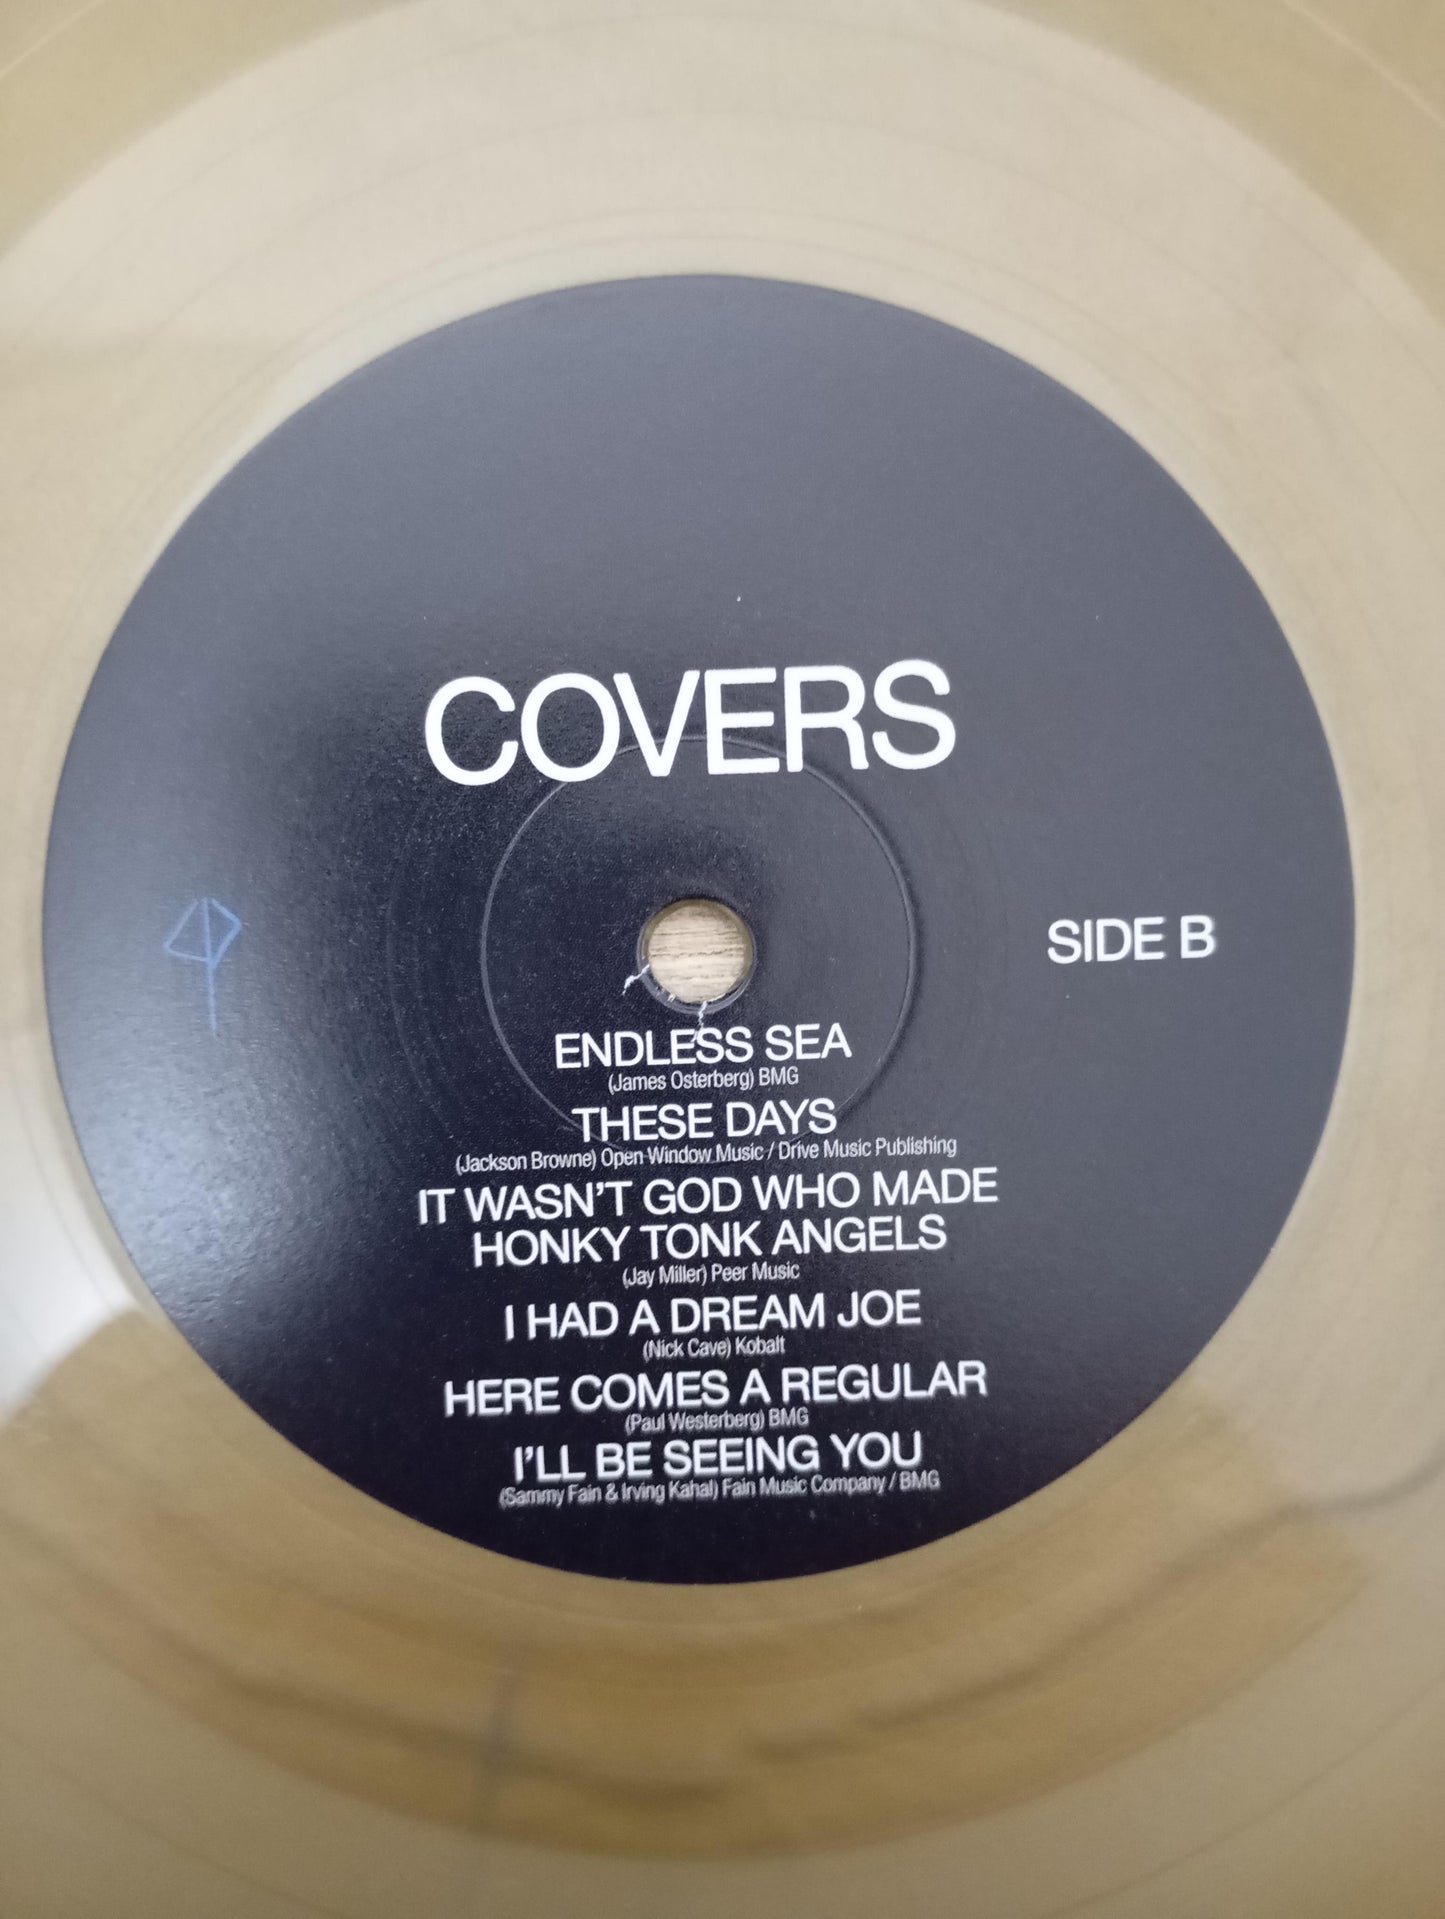 COVERS
SIDE B
ENDLESS SEA
(James Osterberg) BMG
THESE DAYS
(Jackson Browne) Open Window Music / Drive Music Publishing
IT WASN'T GOD WHO MADE
HONKY TONK ANGELS
(Jay Miller) Peer Music
I HAD A DREAM JOE
(Nick Cave) Kobalt
HERE COMES A REGULAR
(Paul Westerberg) BMG
I'LL BE SEEING YOU
(Sammy Fain & Irving Kahal) Fain Music Company / BMG